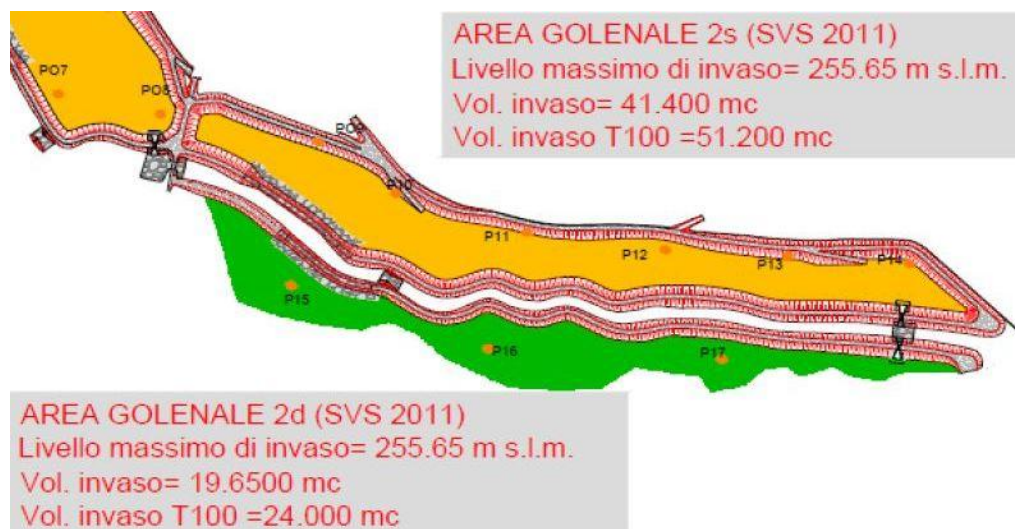 AREA GOLENALE 2s (SVS 2011)
Livello massimo di invaso= 255.65 m s.l.m.
Vol. invaso= 41.400 mc
Vol. invaso T100 =51.200 mc
PO7
PO8
P10
P11
P12
P13
P14
P15
P16
P17
AREA GOLENALE 2d (SVS 2011)
Livello massimo di invaso= 255.65 m s.l.m.
Vol. invaso= 19.6500 mc
Vol. invaso T100 =24.000 mc